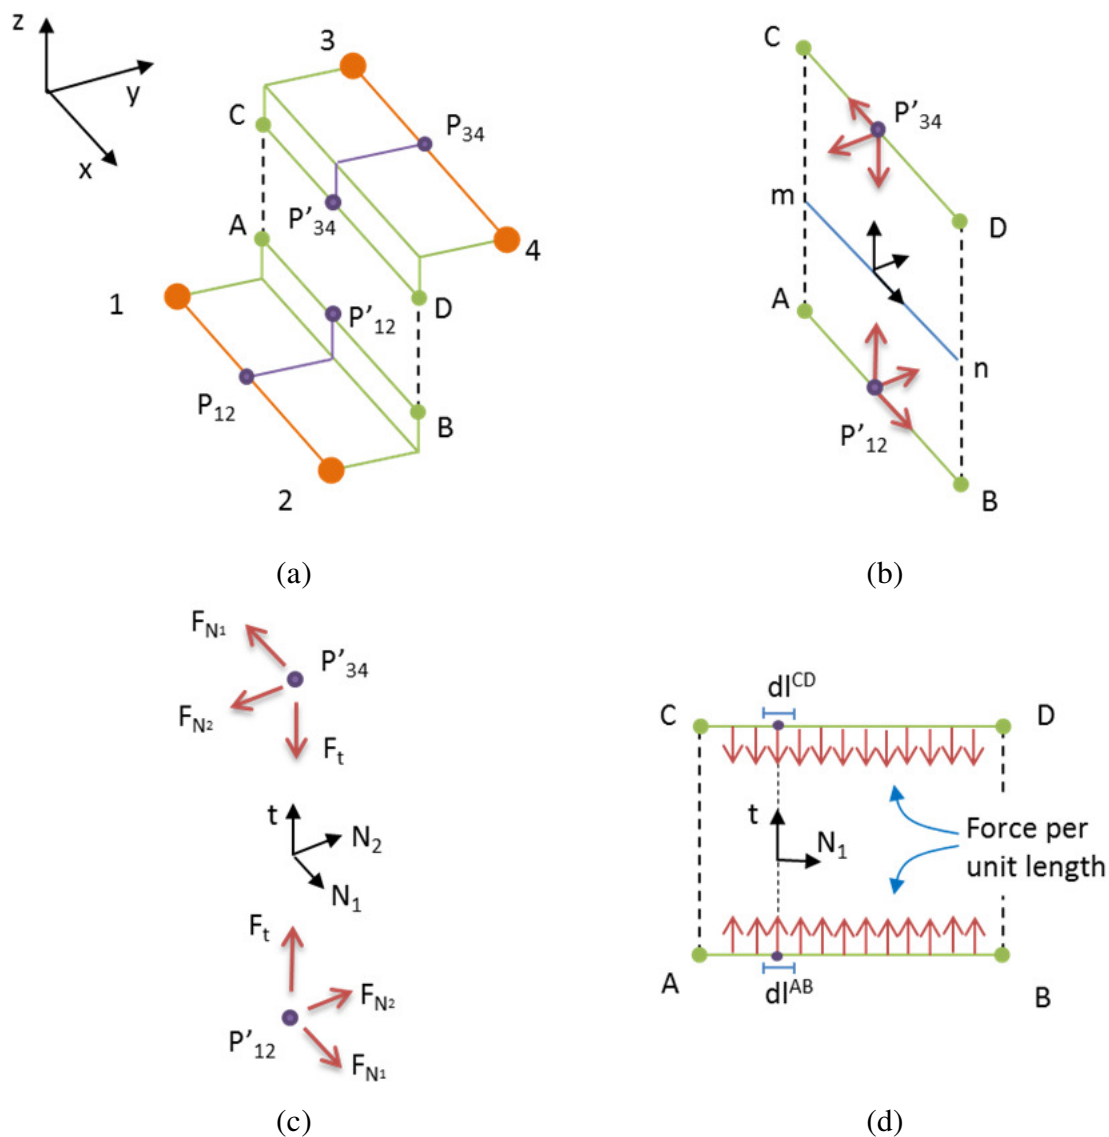 z
y
x
3
C
P34
P'34
A
4
1
D
P'12
P12
B
2
(a)
C
P'34
m
D
A
n
P'12
B
(b)
FN1
P'34
FN2
Ft
t
N2
N1
Ft
FN2
P'12
FN1
(c)
dlCD
C
D
t
N1
Force per
unit length
A
dlAB
B
(d)